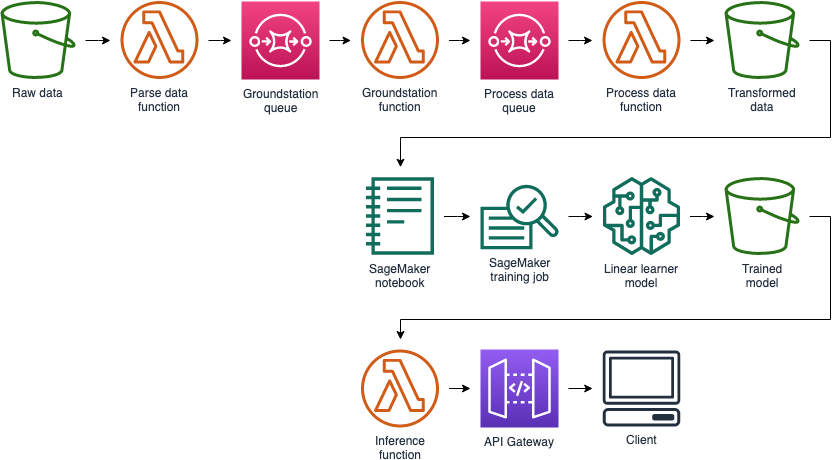 Raw data
Parse data
function
Groundstation
queue
Groundstation
function
Process data
queue
Process data
function
Transformed
data
SageMaker
notebook
SageMaker
training job
Linear learner
model
Trained
model
</>
Inference
function
API Gateway
Client